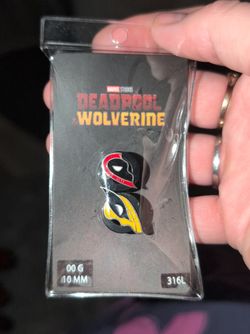 MARVEL STUDIOS
DEADPOOL
& WOLVERINE
00 G
10 MM
316L